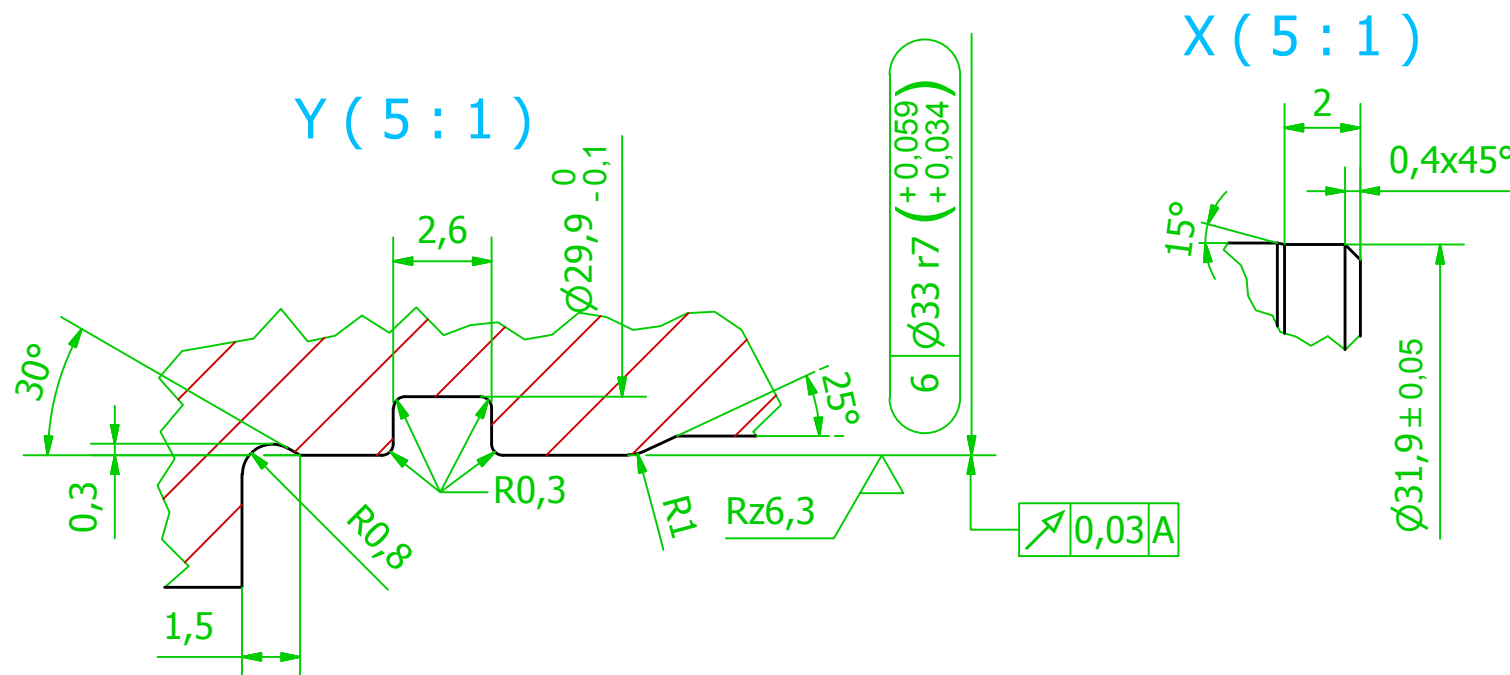 Y ( 5 : 1 )
X ( 5 : 1 )
2
0,4x45°
15°
Ø31,9±0,05
2,6
Ø29,9 0 -0,1
6 Ø33 r7 (+0,059 +0,034)
30°
25°
0,3
R0,8
R0,3
R1
Rz6,3
0,03 A
1,5